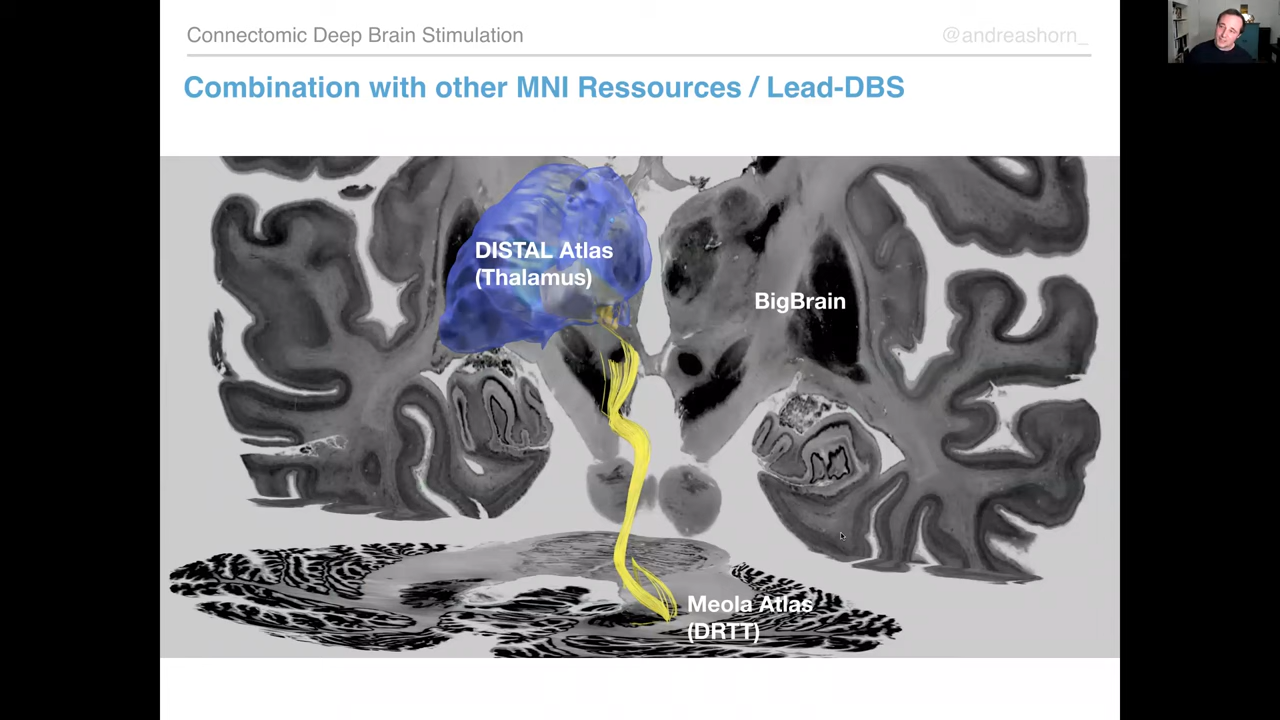 Connectomic Deep Brain Stimulation
@andreashorn_
Combination with other MNI Ressources / Lead-DBS
DISTAL Atlas
(Thalamus)
BigBrain
Meola Atlas
(DRTT)